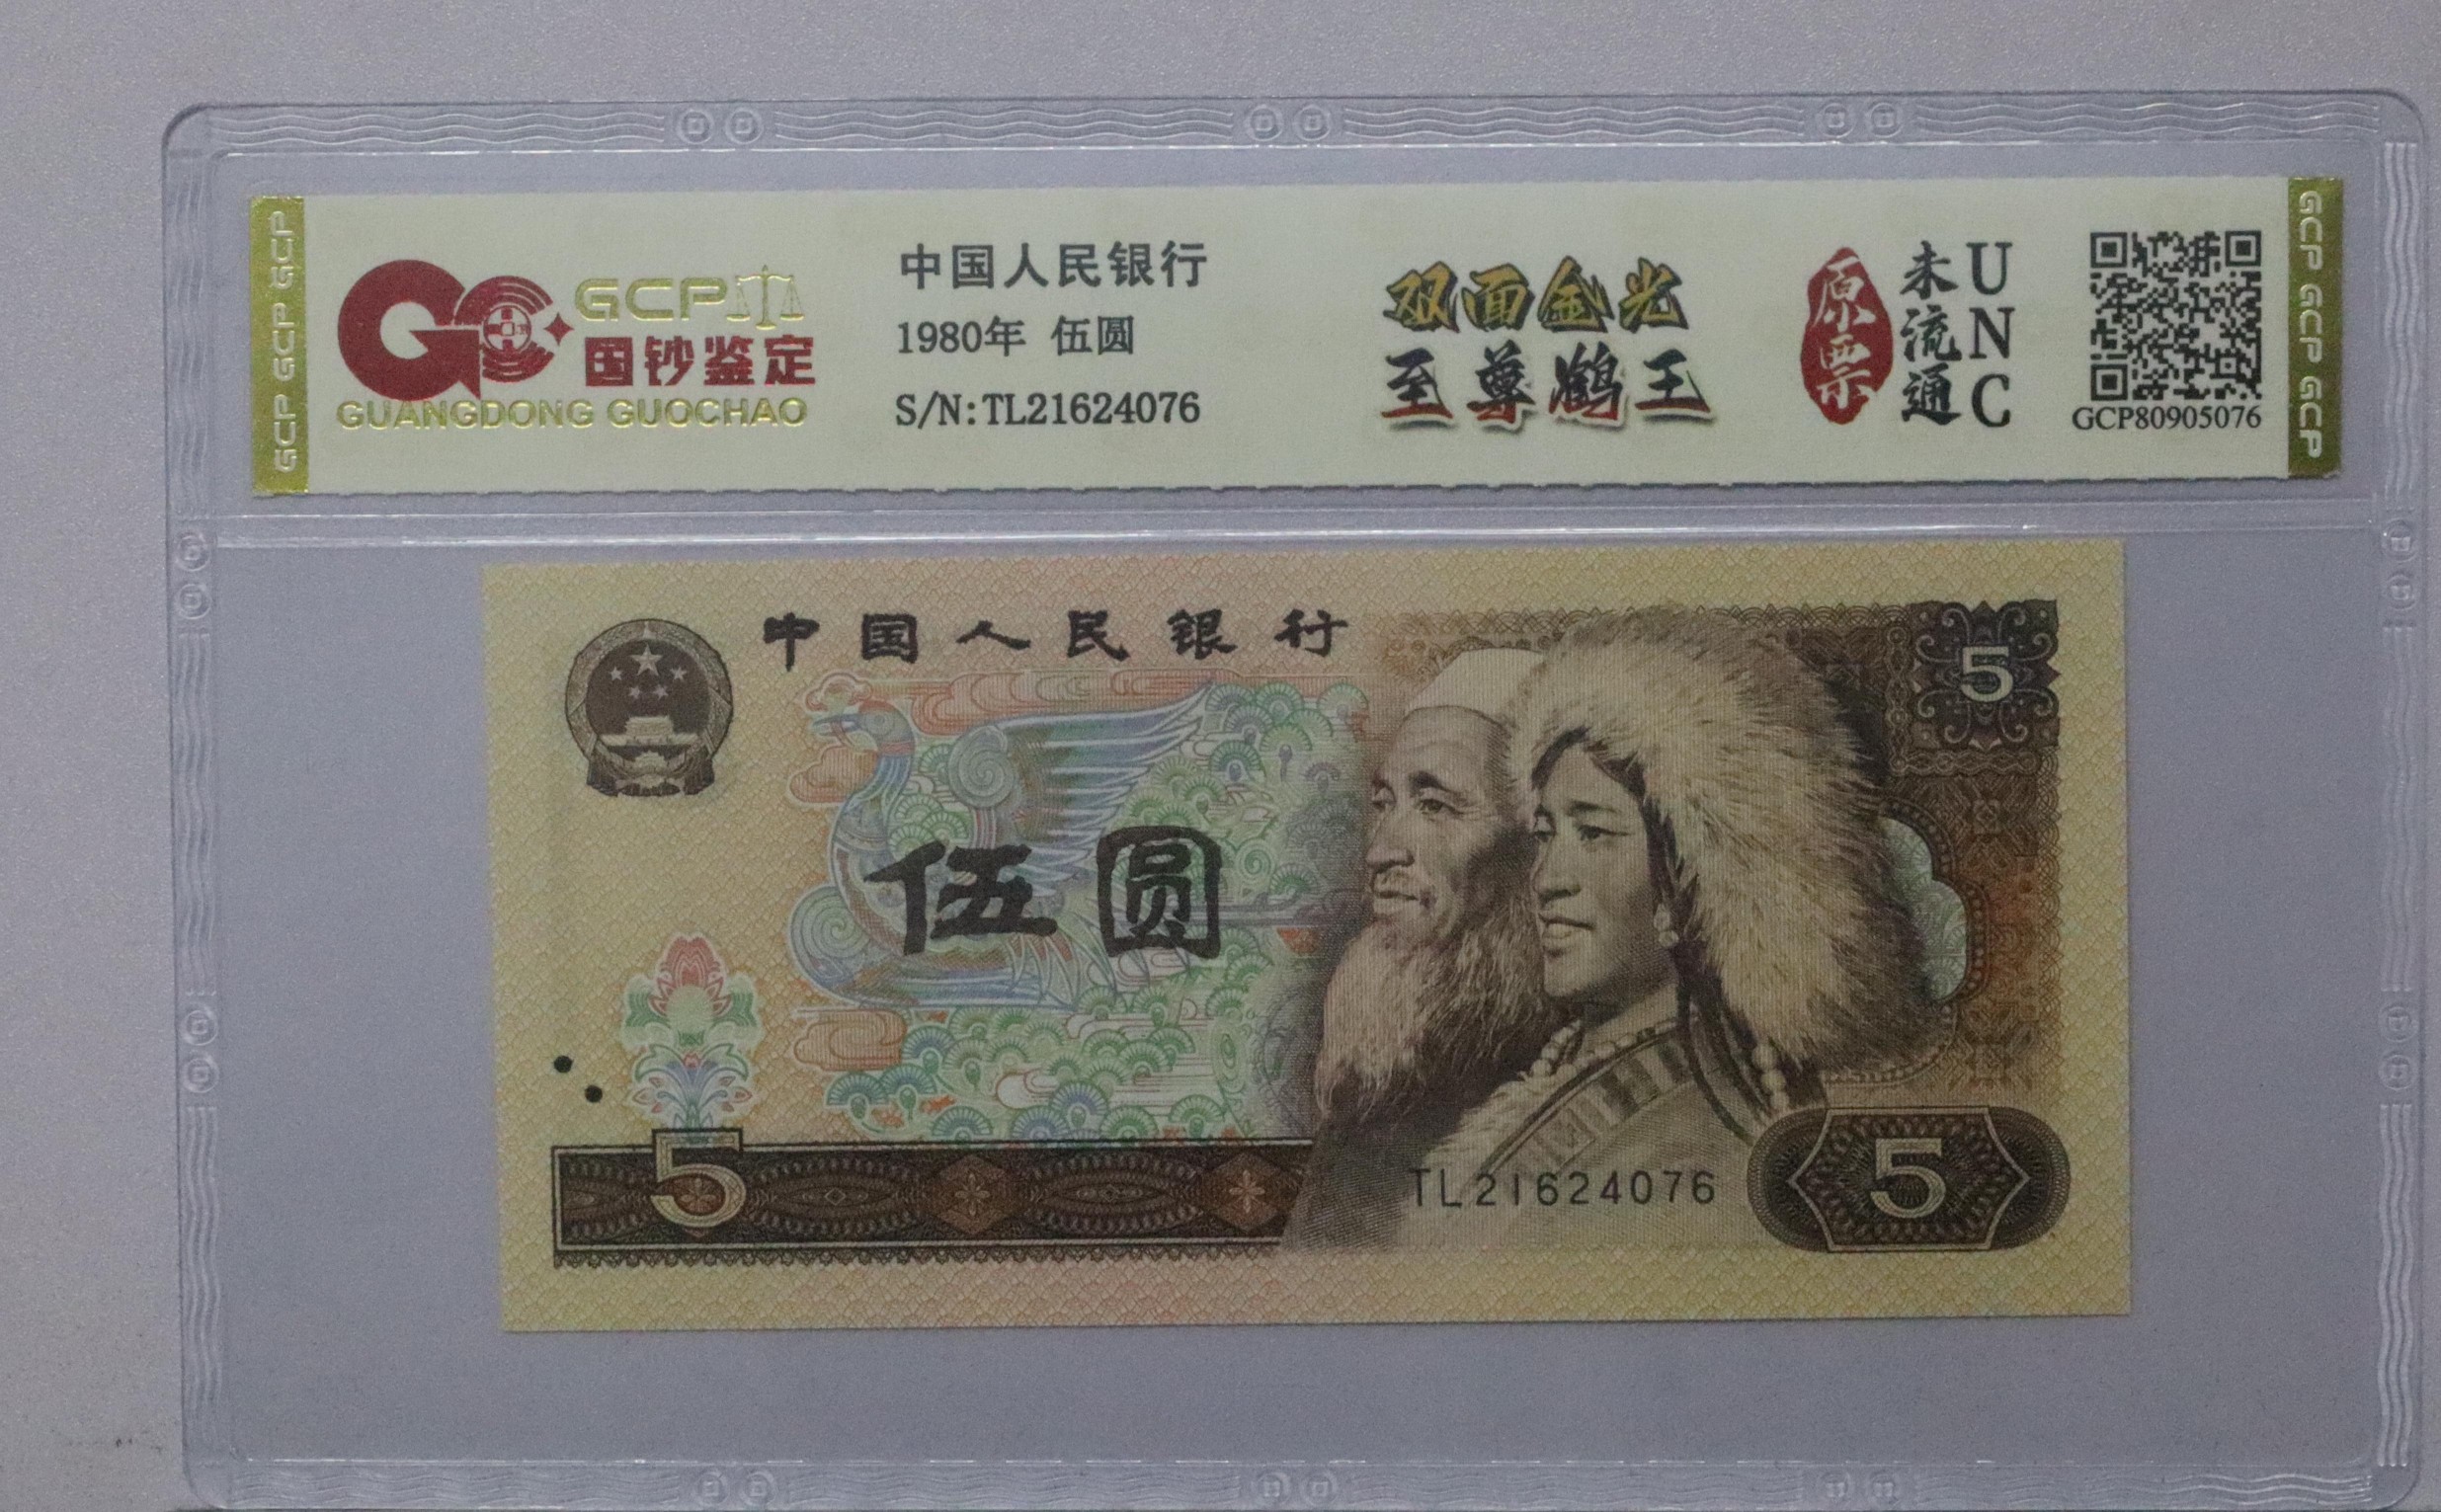 GCP GCP GCP
GCP
国钞鉴定
GUANGDONG GUOCHAO
中国人民银行
1980年 伍圆
S/N:TL21624076
双面金光
至尊鹤王
原票
未流通
UNC
GCP80905076
GCP GCP GCP
中国人民银行
5
伍圆
5
TL21624076
5